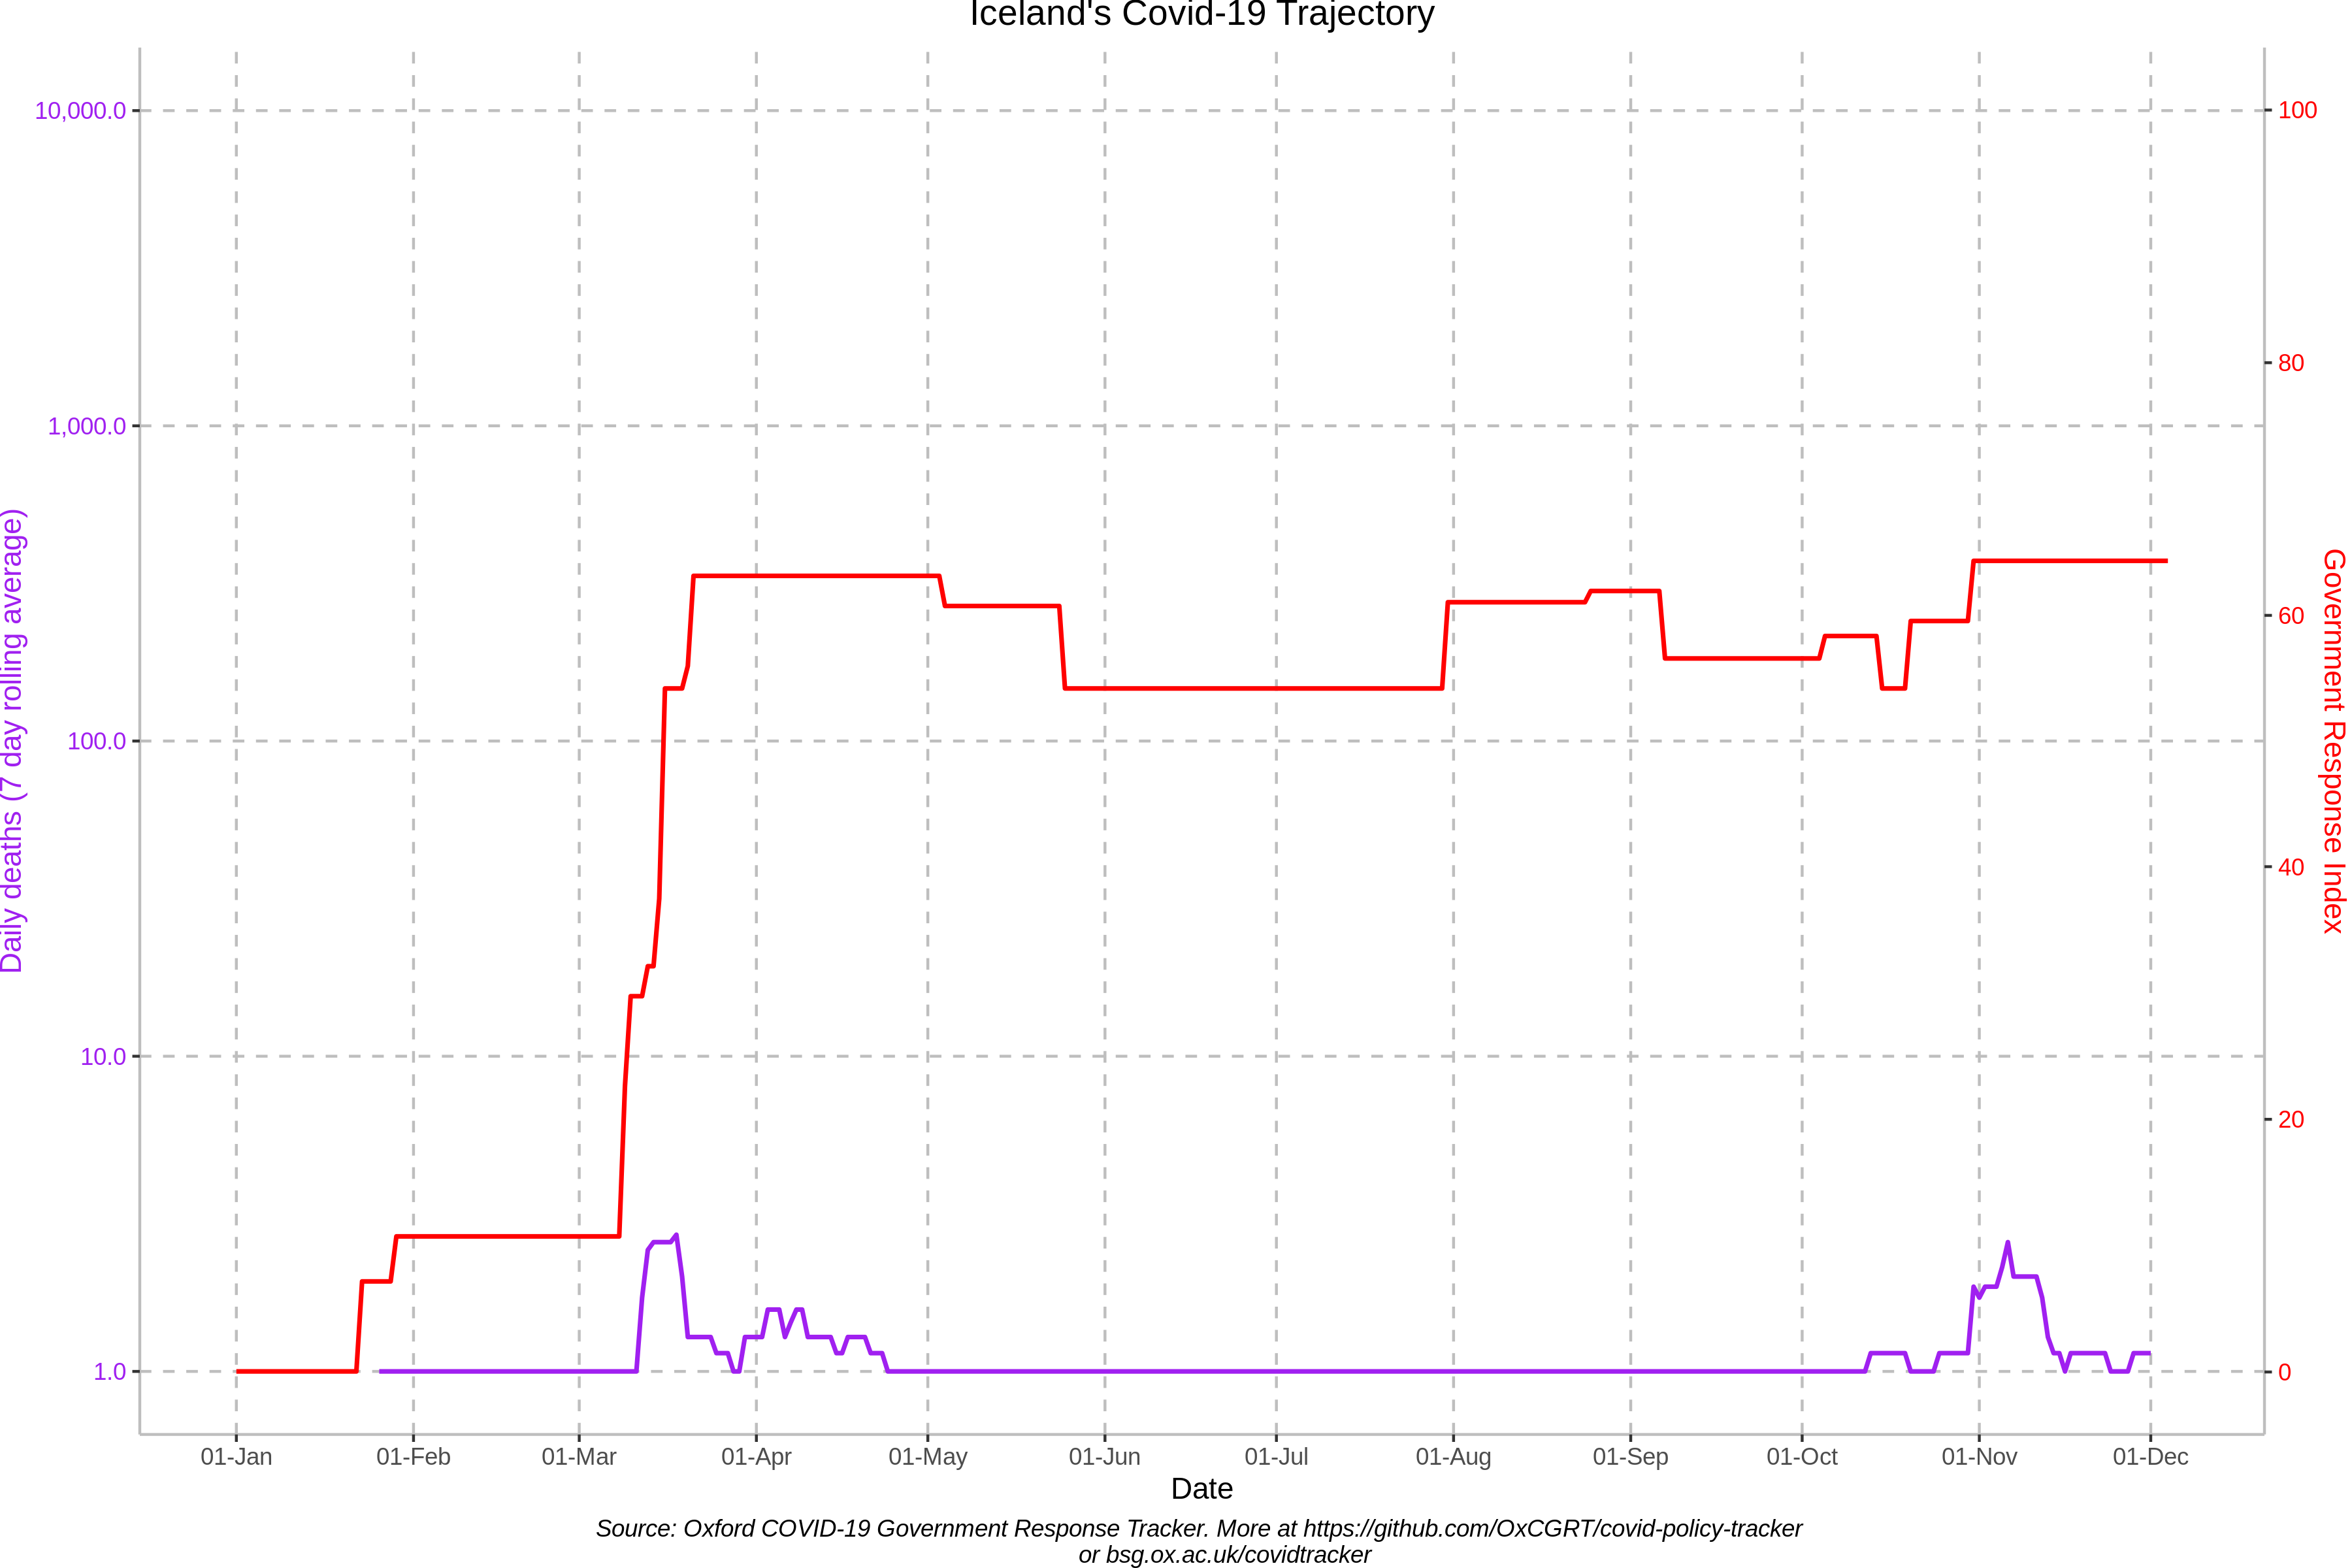 Iceland's Covid-19 Trajectory
10,000.0
1,000.0
100.0
10.0
1.0
Daily deaths (7 day rolling average)
100
80
60
40
20
0
Government Response Index
01-Jan
01-Feb
01-Mar
01-Apr
01-May
01-Jun
01-Jul
01-Aug
01-Sep
01-Oct
01-Nov
01-Dec
Date
Source: Oxford COVID-19 Government Response Tracker. More at https://github.com/OxCGRT/covid-policy-tracker
or bsg.ox.ac.uk/covidtracker